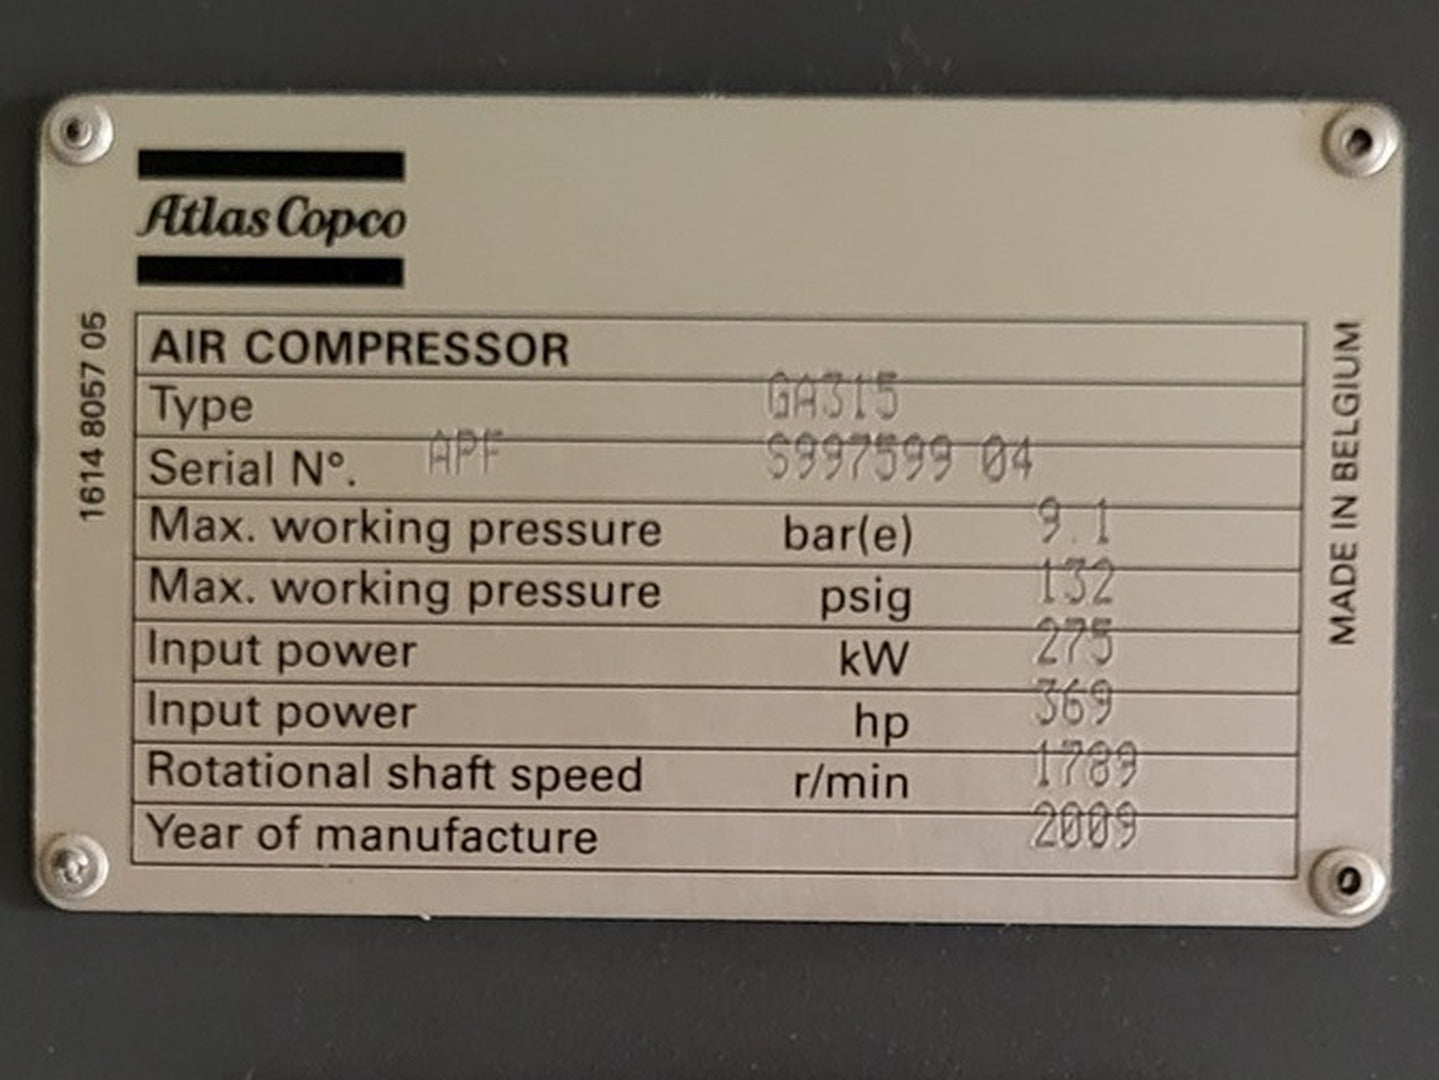 Atlas Copco
1614 8057 05
AIR COMPRESSOR
Type GA315
Serial Nº. APF S997599 04
Max. working pressure bar(e) 9.1
Max. working pressure psig 132
Input power kW 275
Input power hp 369
Rotational shaft speed r/min 1789
Year of manufacture 2009
MADE IN BELGIUM